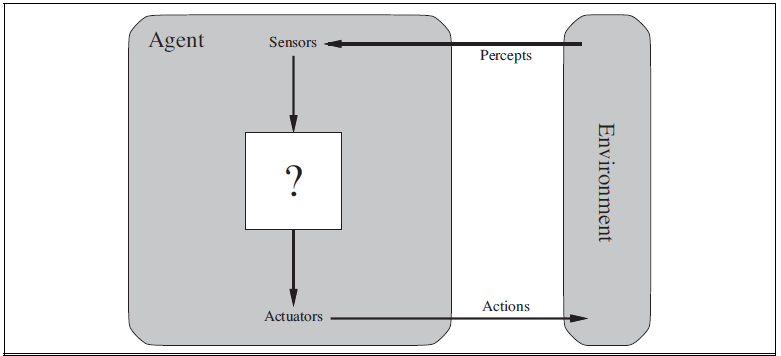 Agent
Sensors
Percepts
?
Environment
Actuators
Actions